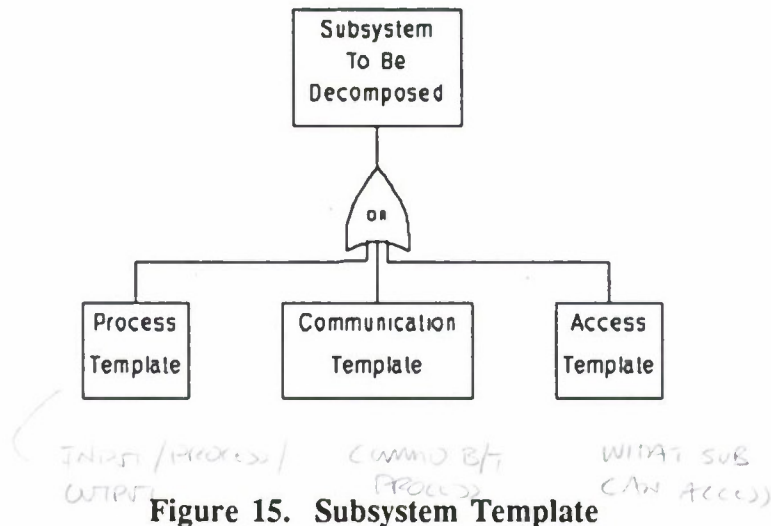 Subsystem
To Be
Decomposed
OR
Process
Template
Communication
Template
Access
Template
INPUT / PROCESS /
OUTPUT
COMMO B/T
PROCESS
WHAT SUB
CAN ACCESS
Figure 15. Subsystem Template